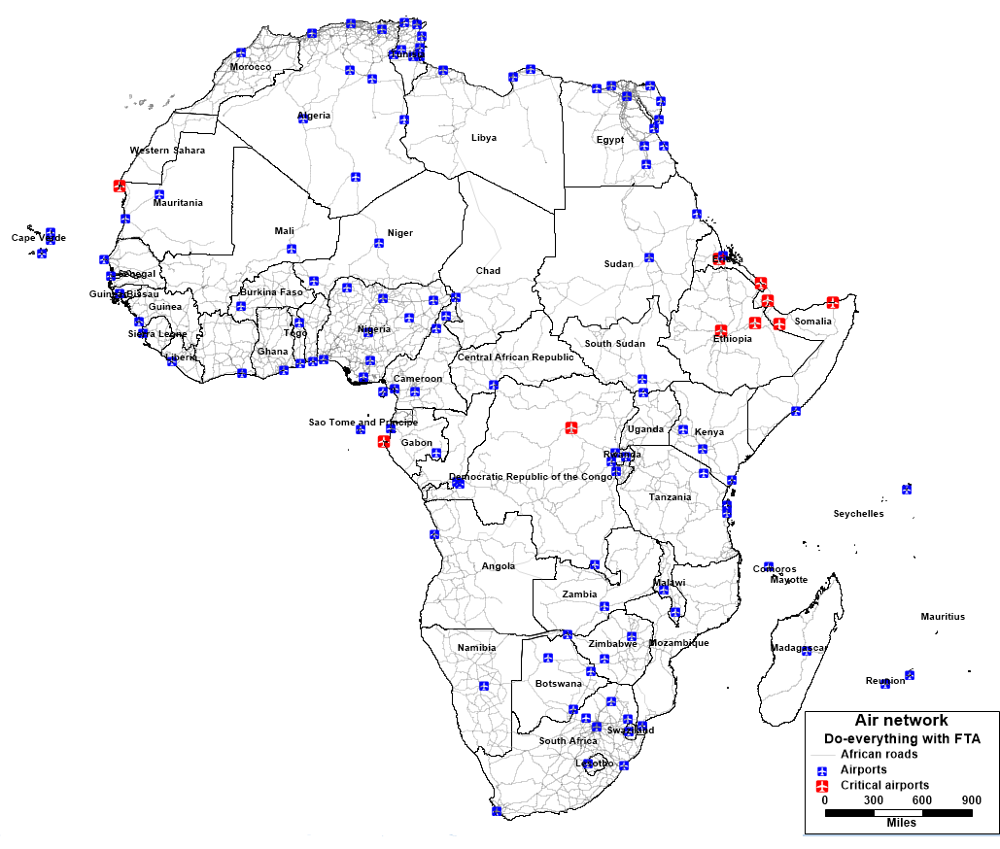 Morocco
Tunisia
Algeria
Libya
Egypt
Western Sahara
Mauritania
Cape Verde
Mali
Niger
Chad
Sudan
Eritrea
Senegal
Guinea Bissau
Guinea
Burkina Faso
Sierra Leone
Liberia
Ghana
Togo
Nigeria
Somalia
Ethiopia
South Sudan
Central African Republic
Cameroon
Sao Tome and Principe
Gabon
Uganda
Kenya
Rwanda
Democratic Republic of the Congo
Tanzania
Seychelles
Angola
Comoros
Mayotte
Malawi
Zambia
Mauritius
Zimbabwe
Mozambique
Madagascar
Namibia
Botswana
Reunion
Swaziland
South Africa
Lesotho
Air network
Do-everything with FTA
African roads
Airports
Critical airports
0 300 600 900
Miles